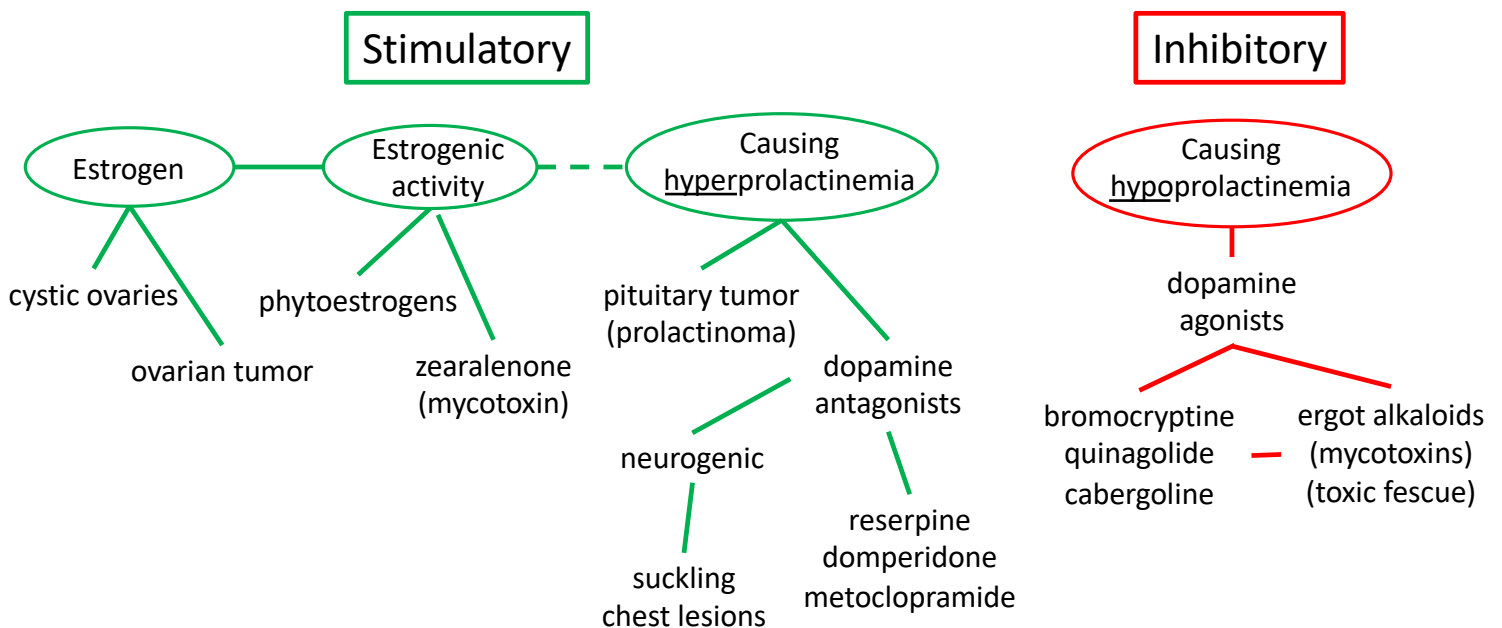 Stimulatory
Inhibitory
Estrogen
Estrogenic
activity
Causing
hyperprolactinemia
Causing
hypoprolactinemia
cystic ovaries
ovarian tumor
phytoestrogens
zearalenone
(mycotoxin)
pituitary tumor
(prolactinoma)
dopamine
antagonists
neurogenic
suckling
chest lesions
reserpine
domperidone
metoclopramide
dopamine
agonists
bromocryptine
quinagolide
cabergoline
ergot alkaloids
(mycotoxins)
(toxic fescue)